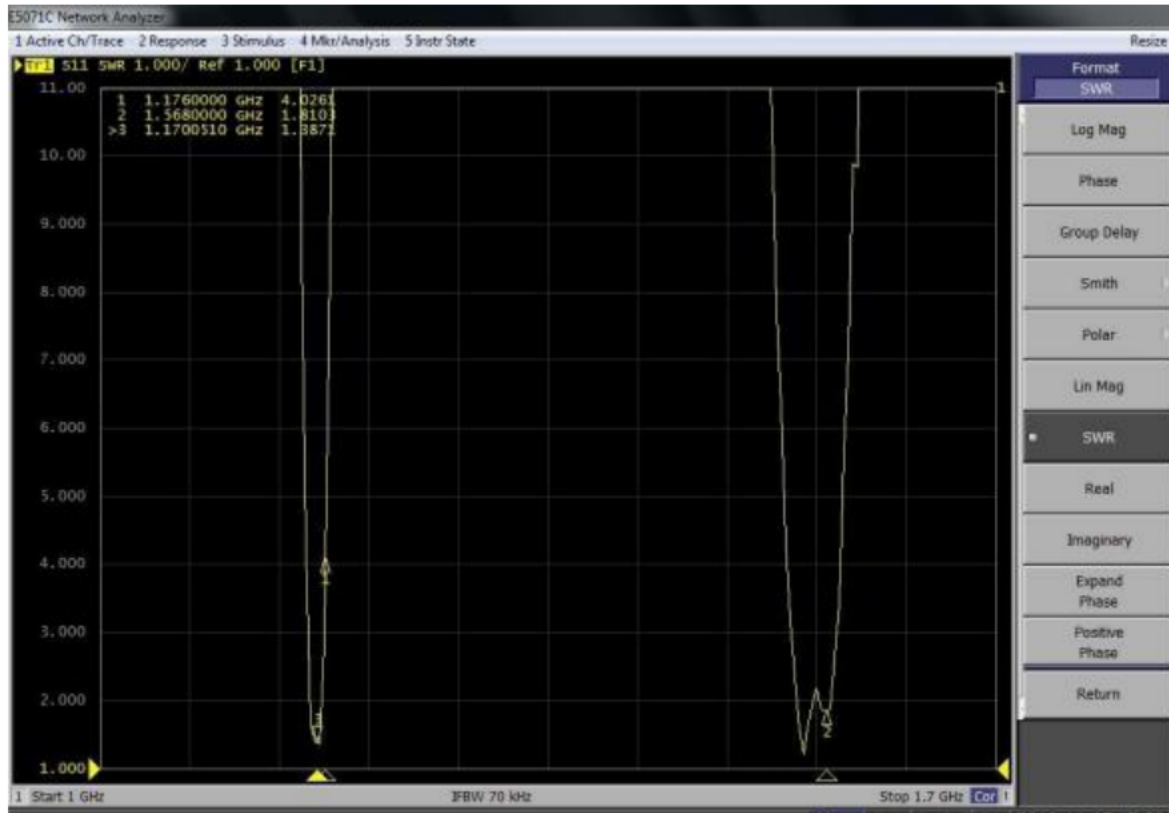 E5071C Network Analyzer
1 Active Ch/Trace 2 Response 3 Stimulus 4 Mkr/Analysis 5 Instr State
Resize
Tr1 S11 SWR 1.000/ Ref 1.000 [F1]
11.00
1
1 1.1760000 GHz 4.0261
2 1.5680000 GHz 1.8103
>3 1.1700510 GHz 1.3871
10.00
9.000
8.000
7.000
6.000
5.000
4.000
1
3.000
2.000
3
2
1.000
1 Start 1 GHz
IFBW 70 kHz
Stop 1.7 GHz Cor !
Format
SWR
Log Mag
Phase
Group Delay
Smith
Polar
Lin Mag
SWR
Real
Imaginary
Expand
Phase
Positive
Phase
Return